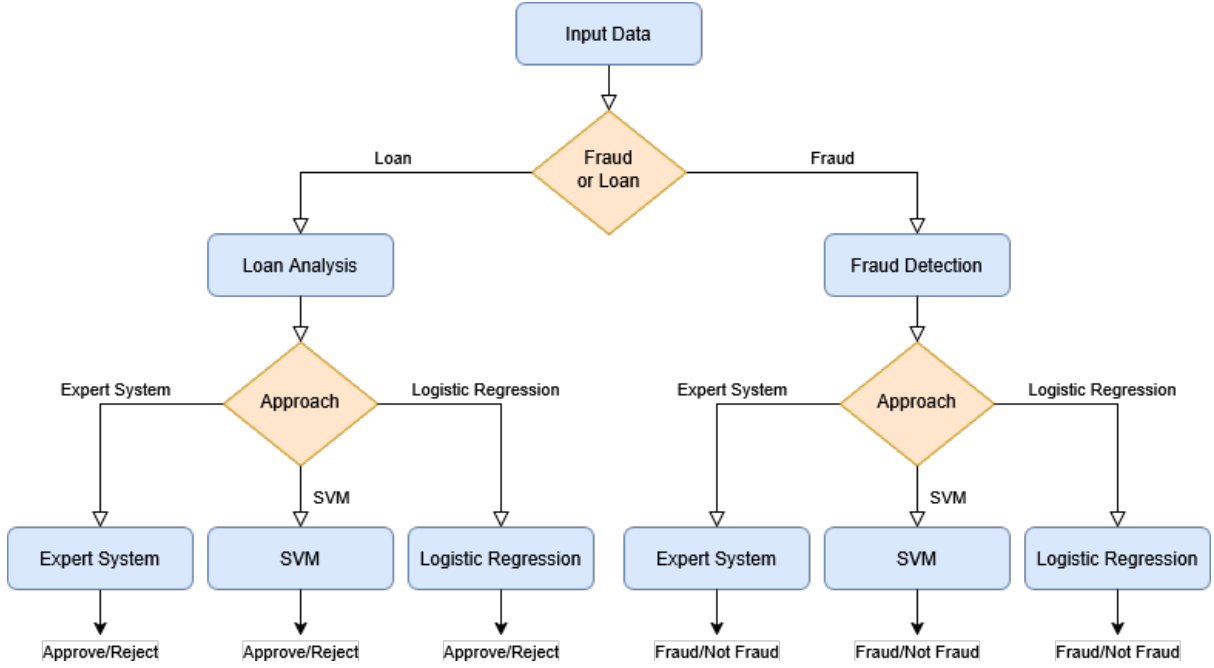 Input Data
Fraud
or Loan
Loan
Fraud
Loan Analysis
Fraud Detection
Expert System
Approach
Logistic Regression
Expert System
Approach
Logistic Regression
SVM
SVM
Expert System
SVM
Logistic Regression
Expert System
SVM
Logistic Regression
Approve/Reject
Approve/Reject
Approve/Reject
Fraud/Not Fraud
Fraud/Not Fraud
Fraud/Not Fraud